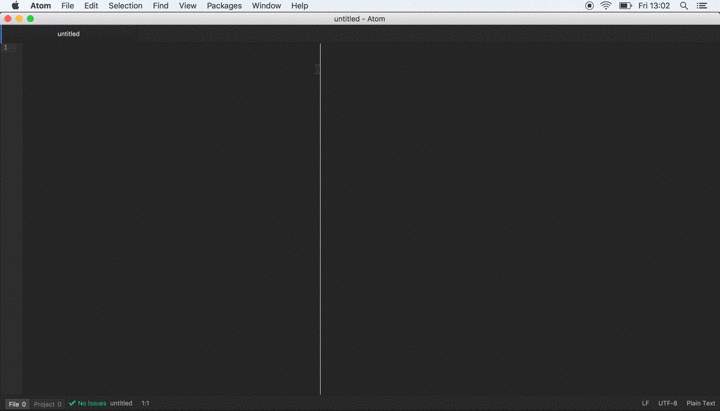 Atom File Edit Selection Find View Packages Window Help Fri 13:02
untitled – Atom
untitled
1
File 0 Project 0 No Issues untitled 1:1 LF UTF-8 Plain Text